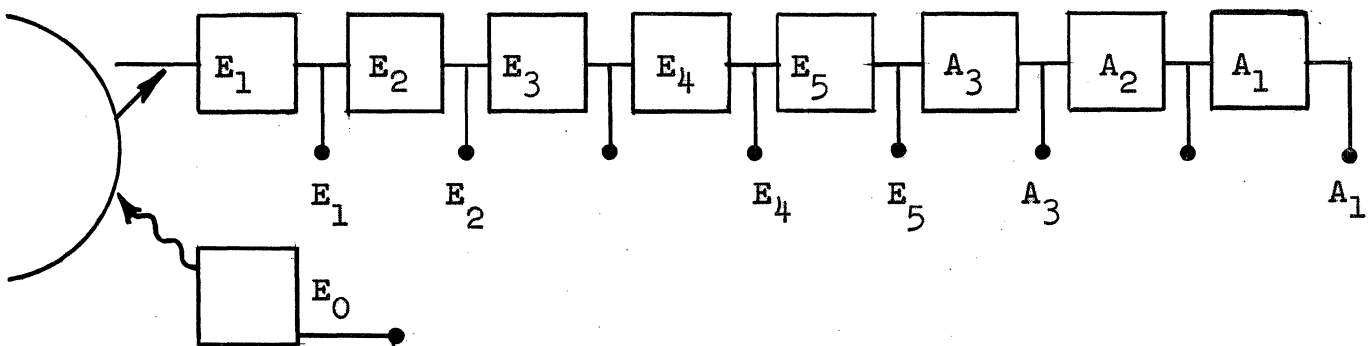 E₁ E₂ E₃ E₄ E₅ A₃ A₂ A₁
E₁ E₂ E₄ E₅ A₃ A₁
E₀